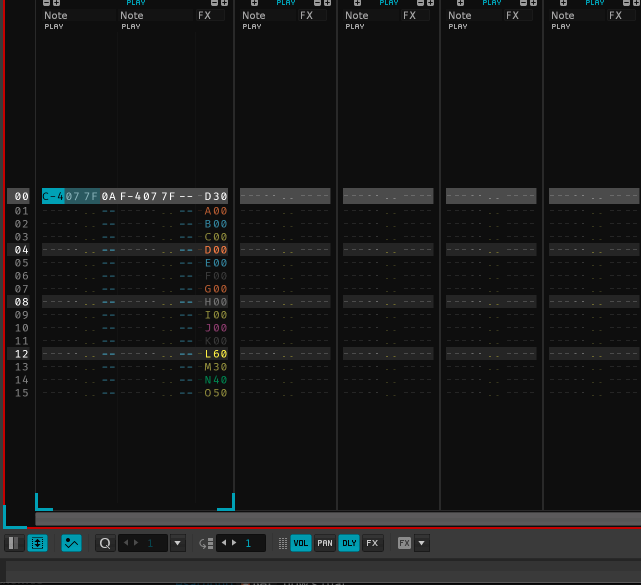 PLAY PLAY PLAY PLAY PLAY
Note Note FX Note FX Note FX Note FX Note FX
PLAY PLAY PLAY PLAY PLAY PLAY
00 C-4 07 7F 0A F-4 07 7F -- D30
01 A00
02 B00
03 C00
04 D00
05 E00
06 F00
07 G00
08 H00
09 I00
10 J00
11 K00
12 L60
13 M30
14 N40
15 O50
Q 1 1 VOL PAN DLY FX FX